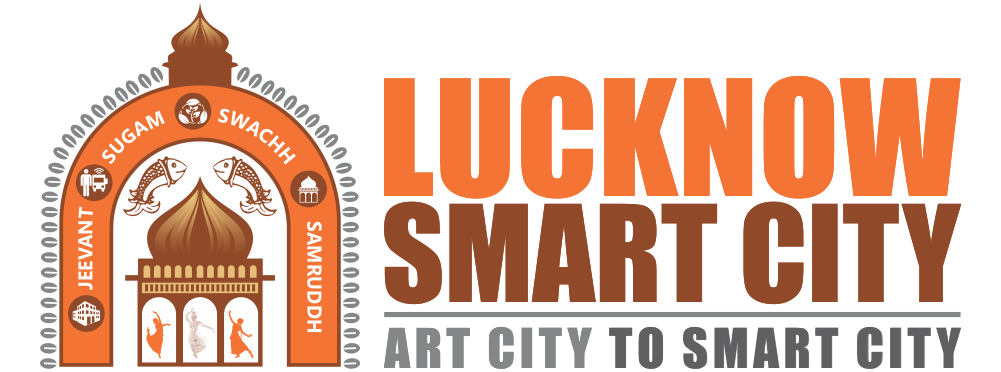 JEEVANT
SUGAM
SWACHH
SAMRUDDH
LUCKNOW
SMART CITY
ART CITY TO SMART CITY